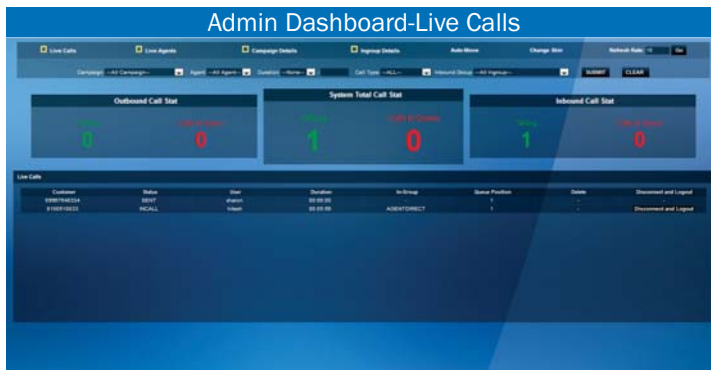 Admin Dashboard-Live Calls
Live Calls Live Agents Campaign Details Ingroup Details Auto-Move Change Skin Refresh Rate Go
Campaign --All Campaign-- Agent --All Agent-- Duration --None-- Call Type --ALL-- Inbound Group --All Ingroup-- SUBMIT CLEAR
Outbound Call Stat System Total Call Stat Inbound Call Stat
0 0 1 0 1 0
Live Calls
Customer Status User Duration In-Group Queue Position Delete Disconnect and Logout
SENT sharon 00:00:00 - 1 - -
INCALL hitesh AGENTDIRECT 1 - Disconnect and Logout